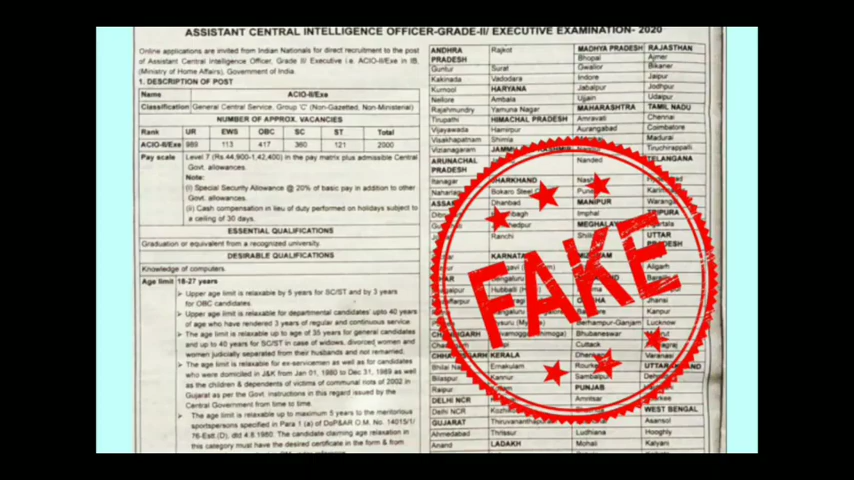 ASSISTANT CENTRAL INTELLIGENCE OFFICER-GRADE-II/ EXECUTIVE EXAMINATION- 2020
Online applications are invited from Indian Nationals for direct recruitment to the post
of Assistant Central Intelligence Officer, Grade II/ Executive i.e. ACIO-II/Exe in IB,
(Ministry of Home Affairs), Government of India.
1. DESCRIPTION OF POST
Name ACIO-II/Exe
Classification General Central Service, Group 'C' (Non-Gazetted, Non-Ministerial)
NUMBER OF APPROX. VACANCIES
Rank UR EWS OBC SC ST Total
ACIO-II/Exe 989 113 417 360 121 2000
Pay scale Level 7 (Rs.44,900-1,42,400) in the pay matrix plus admissible Central
Govt. allowances.
Note:
(i) Special Security Allowance @ 20% of basic pay in addition to other
Govt. allowances.
(ii) Cash compensation in lieu of duty performed on holidays subject to
a ceiling of 30 days.
ESSENTIAL QUALIFICATIONS
Graduation or equivalent from a recognized university.
DESIRABLE QUALIFICATIONS
Knowledge of computers.
Age limit 18-27 years
➢ Upper age limit is relaxable by 5 years for SC/ST and by 3 years
for OBC candidates.
➢ Upper age limit is relaxable for departmental candidates upto 40 years
of age who have rendered 3 years of regular and continuous service.
➢ The age limit is relaxable up to age of 35 years for general candidates
and up to 40 years for SC/ST in case of widows, divorced women and
women judicially separated from their husbands and not remarried.
➢ The age limit is relaxable for ex-servicemen as well as for candidates
who were domiciled in J&K from Jan 01, 1980 to Dec 31, 1989 as well
as the children & dependents of victims of communal riots of 2002 in
Gujarat as per the Govt. instructions in this regard issued by the
Central Government from time to time.
➢ The age limit is relaxable up to maximum 5 years to the meritorious
sportspersons specified in Para 1 (a) of DoP&AR O.M. No. 14015/1/
76-Estt.(D), dtd 4.8.1980. The candidate claiming age relaxation in
this category must have the desired certificate in the form & from
ANDHRA
PRADESH
Guntur
Kakinada
Kurnool
Nellore
Rajahmundry
Tirupathi
Vijayawada
Visakhapatnam
Vizianagaram
ARUNACHAL
PRADESH
Itanagar
Bhilai
Bilaspur
Raipur
DELHI NCR
Delhi NCR
GUJARAT
Ahmedabad
Anand
Rajkot
Surat
Vadodara
HARYANA
Ambala
Yamuna Nagar
HIMACHAL PRADESH
Hamirpur
Shimla
Bokaro Steel
Dhanbad
Ranchi
KERALA
Ernakulam
Kannur
Thrissur
LADAKH
MADHYA PRADESH
Bhopal
Gwalior
Indore
Jabalpur
Ujjain
MAHARASHTRA
Amravati
Aurangabad
Nanded
MANIPUR
Imphal
Berhampur-Ganjam
Bhubaneswar
Cuttack
PUNJAB
Amritsar
Ludhiana
Mohali
RAJASTHAN
Ajmer
Bikaner
Jaipur
Jodhpur
Udaipur
TAMIL NADU
Chennai
Coimbatore
Madurai
Tiruchirappalli
TELANGANA
UTTAR
PRADESH
Aligarh
Jhansi
Kanpur
Lucknow
Varanasi
WEST BENGAL
Asansol
Hooghly
Kalyani
FAKE